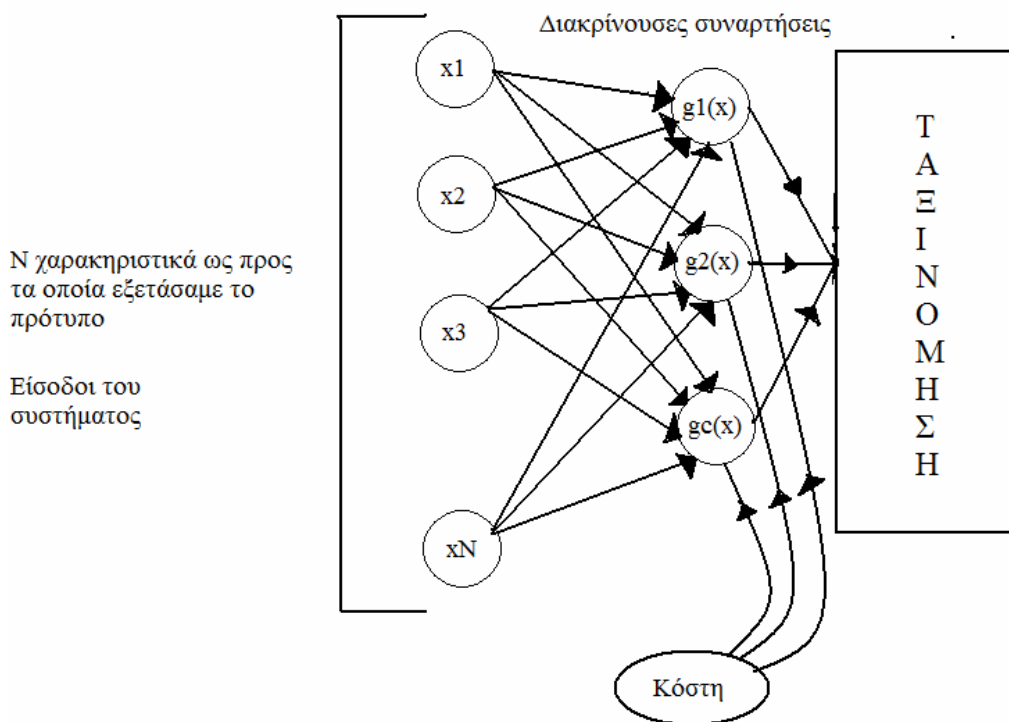 Διακρίνουσες συναρτήσεις
x1
x2
x3
xN
g1(x)
g2(x)
gc(x)
Ν χαρακηριστικά ως προς
τα οποία εξετάσαμε το
πρότυπο
Είσοδοι του
συστήματος
Τ
Α
Ξ
Ι
Ν
Ο
Μ
Η
Σ
Η
Κόστη